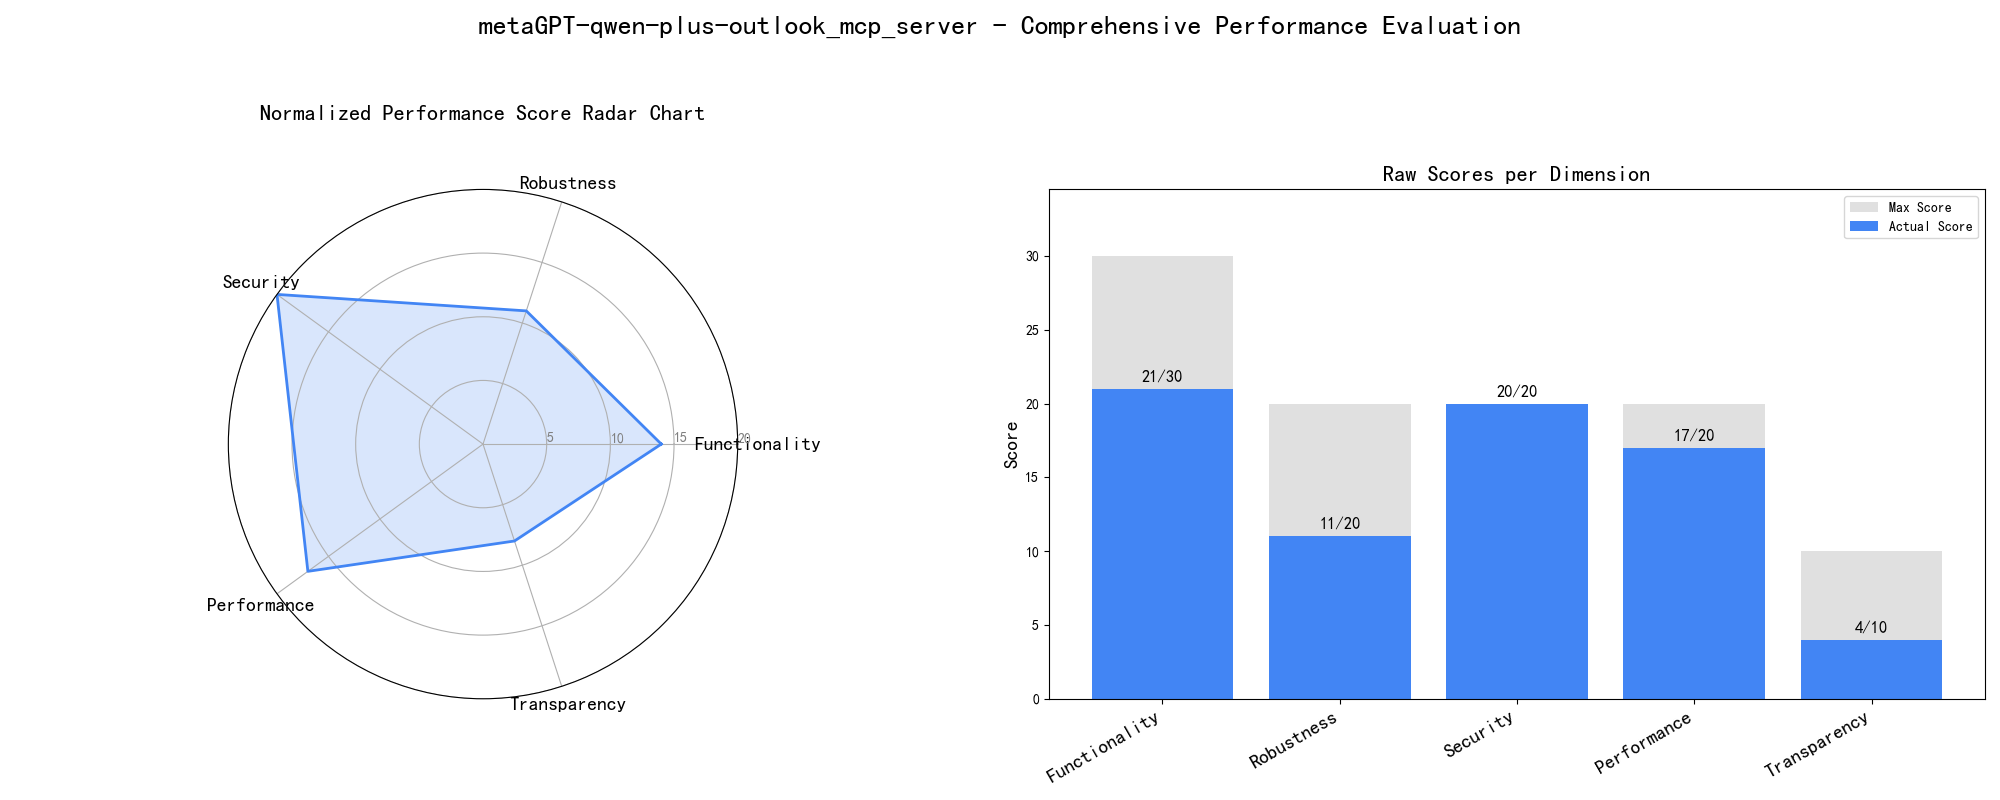 metaGPT-qwen-plus-outlook_mcp_server - Comprehensive Performance Evaluation
Normalized Performance Score Radar Chart
Robustness
Security
Functionality
Performance
Transparency
5
10
15
20
Raw Scores per Dimension
Max Score
Actual Score
Score
30
25
20
15
10
5
0
21/30
11/20
20/20
17/20
4/10
Functionality
Robustness
Security
Performance
Transparency